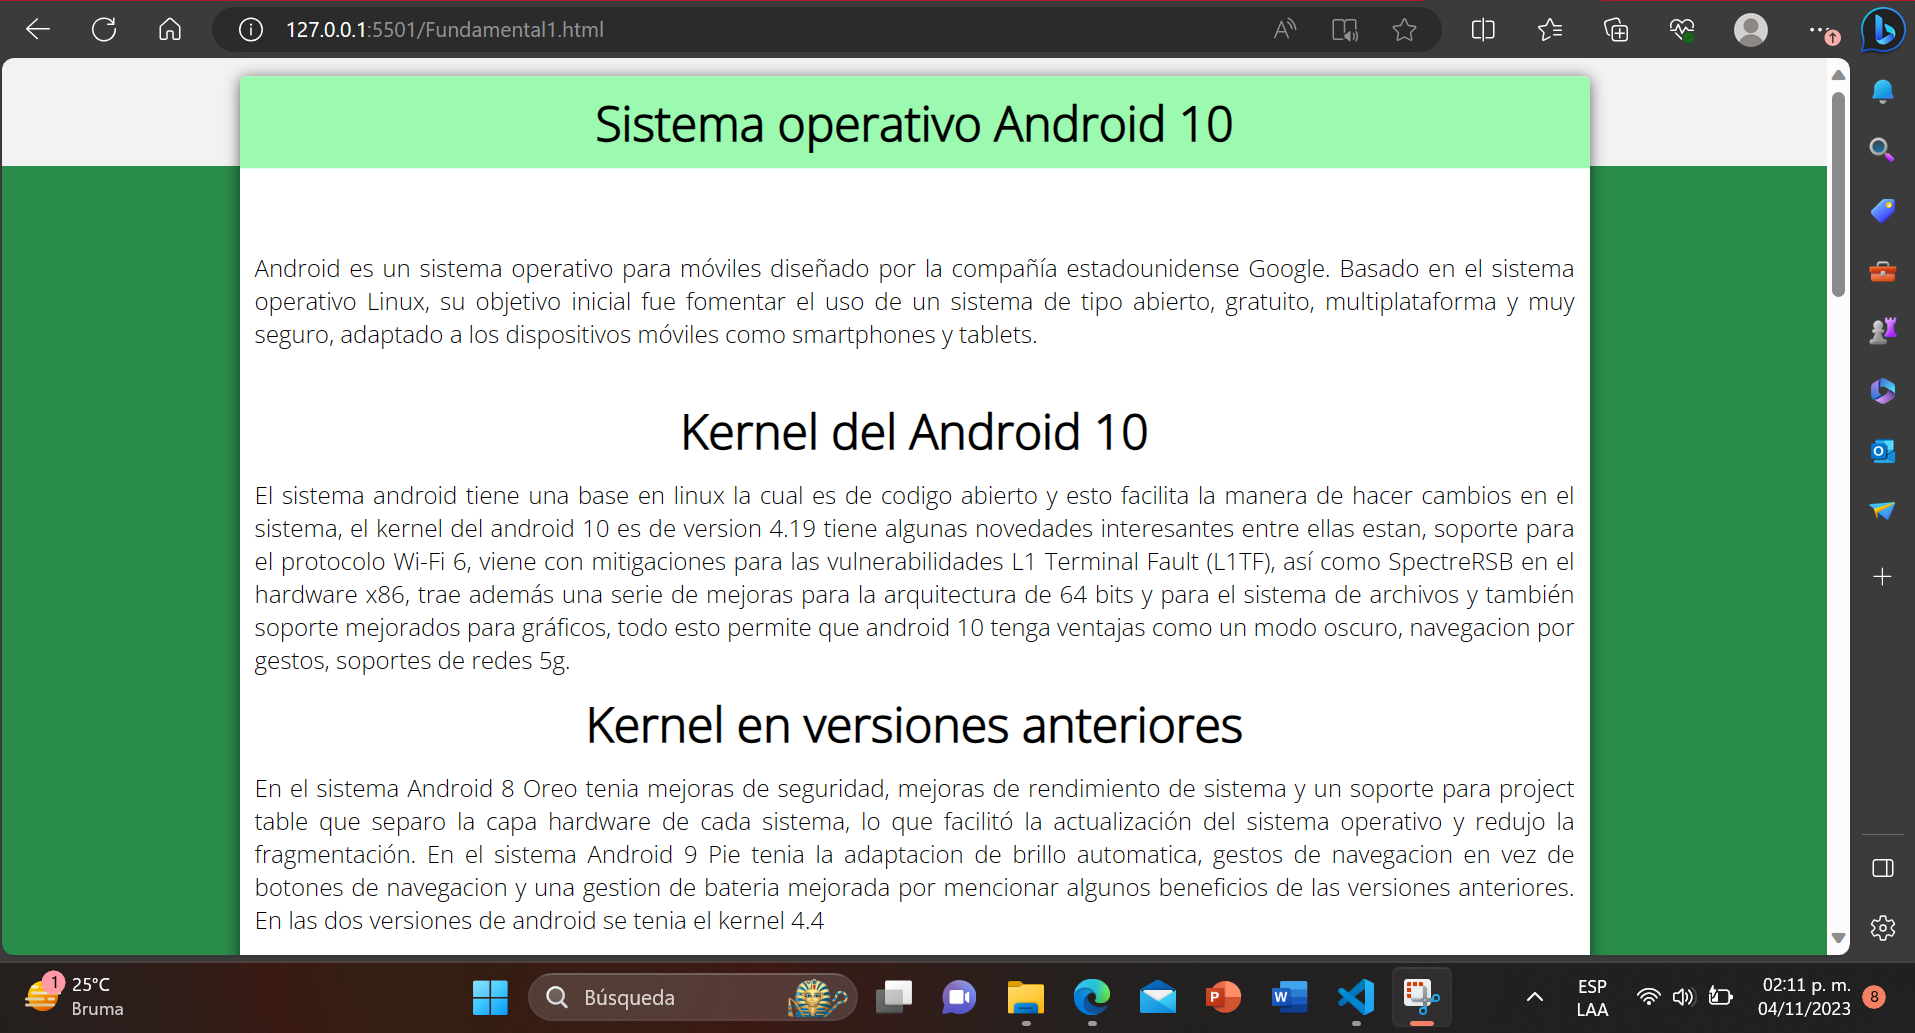 127.0.0.1:5501/Fundamental1.html
Sistema operativo Android 10
Android es un sistema operativo para móviles diseñado por la compañía estadounidense Google. Basado en el sistema
operativo Linux, su objetivo inicial fue fomentar el uso de un sistema de tipo abierto, gratuito, multiplataforma y muy
seguro, adaptado a los dispositivos móviles como smartphones y tablets.
Kernel del Android 10
El sistema android tiene una base en linux la cual es de codigo abierto y esto facilita la manera de hacer cambios en el
sistema, el kernel del android 10 es de version 4.19 tiene algunas novedades interesantes entre ellas estan, soporte para
el protocolo Wi-Fi 6, viene con mitigaciones para las vulnerabilidades L1 Terminal Fault (L1TF), así como SpectreRSB en el
hardware x86, trae además una serie de mejoras para la arquitectura de 64 bits y para el sistema de archivos y también
soporte mejorados para gráficos, todo esto permite que android 10 tenga ventajas como un modo oscuro, navegacion por
gestos, soportes de redes 5g.
Kernel en versiones anteriores
En el sistema Android 8 Oreo tenia mejoras de seguridad, mejoras de rendimiento de sistema y un soporte para project
table que separo la capa hardware de cada sistema, lo que facilitó la actualización del sistema operativo y redujo la
fragmentación. En el sistema Android 9 Pie tenia la adaptacion de brillo automatica, gestos de navegacion en vez de
botones de navegacion y una gestion de bateria mejorada por mencionar algunos beneficios de las versiones anteriores.
En las dos versiones de android se tenia el kernel 4.4
1
25°C
Bruma
Búsqueda
ESP
LAA
02:11 p. m.
04/11/2023
8